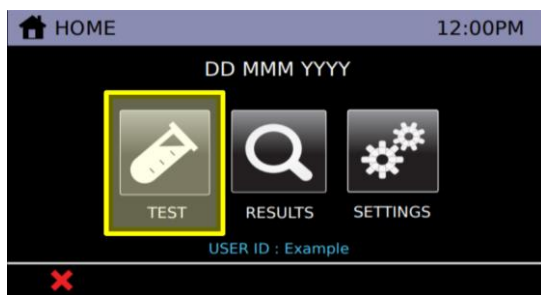 HOME 12:00PM
DD MMM YYYY
TEST RESULTS SETTINGS
USER ID : Example